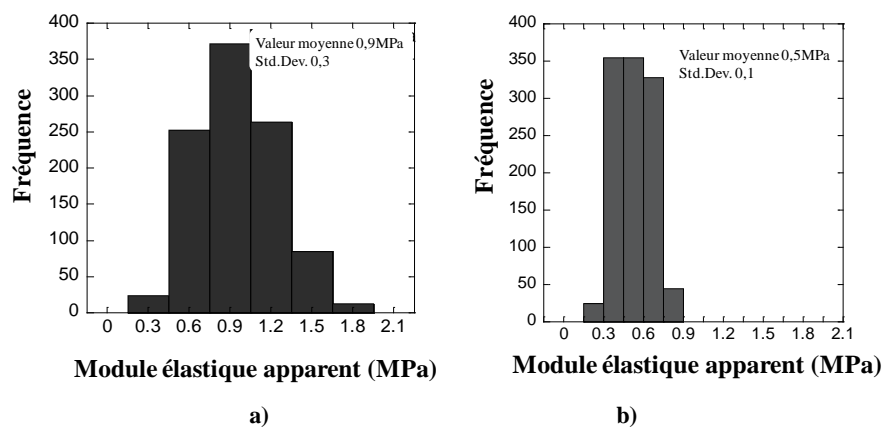 400
350
300
250
200
150
100
50
0
Fréquence
Valeur moyenne 0,9MPa
Std.Dev. 0,3
0 0.3 0.6 0.9 1.2 1.5 1.8 2.1
Module élastique apparent (MPa)
a)
400
350
300
250
200
150
100
50
0
Fréquence
Valeur moyenne 0,5MPa
Std.Dev. 0,1
0 0.3 0.6 0.9 1.2 1.5 1.8 2.1
Module élastique apparent (MPa)
b)